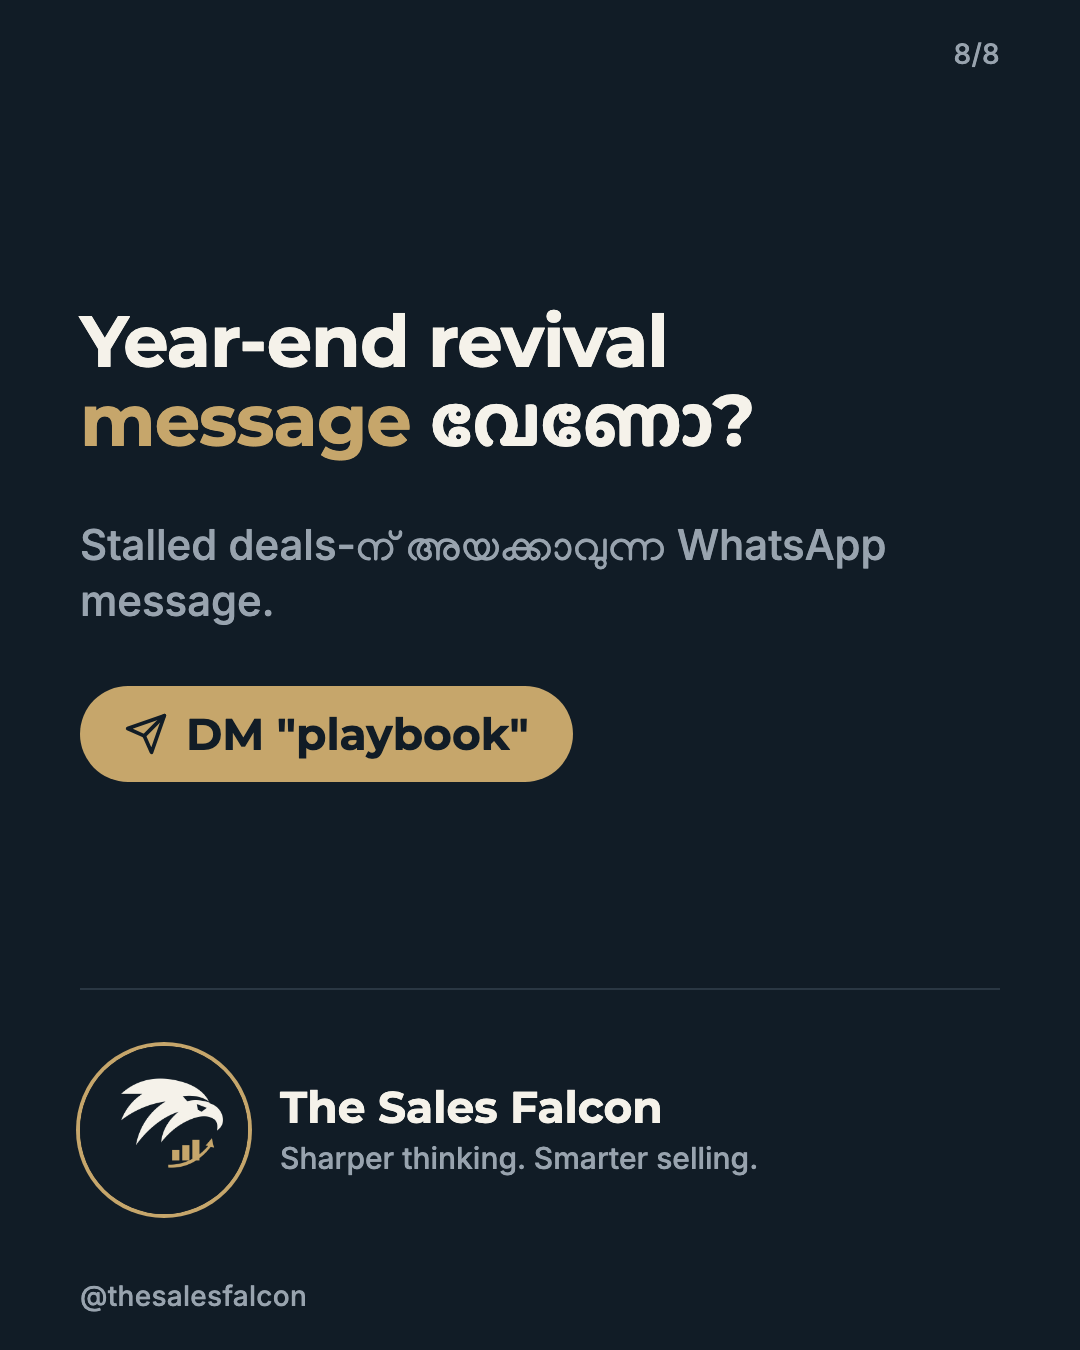 8/8
Year-end revival
message വേണോ?
Stalled deals-ന് അയക്കാവുന്ന WhatsApp
message.
DM "playbook"
The Sales Falcon
Sharper thinking. Smarter selling.
@thesalesfalcon